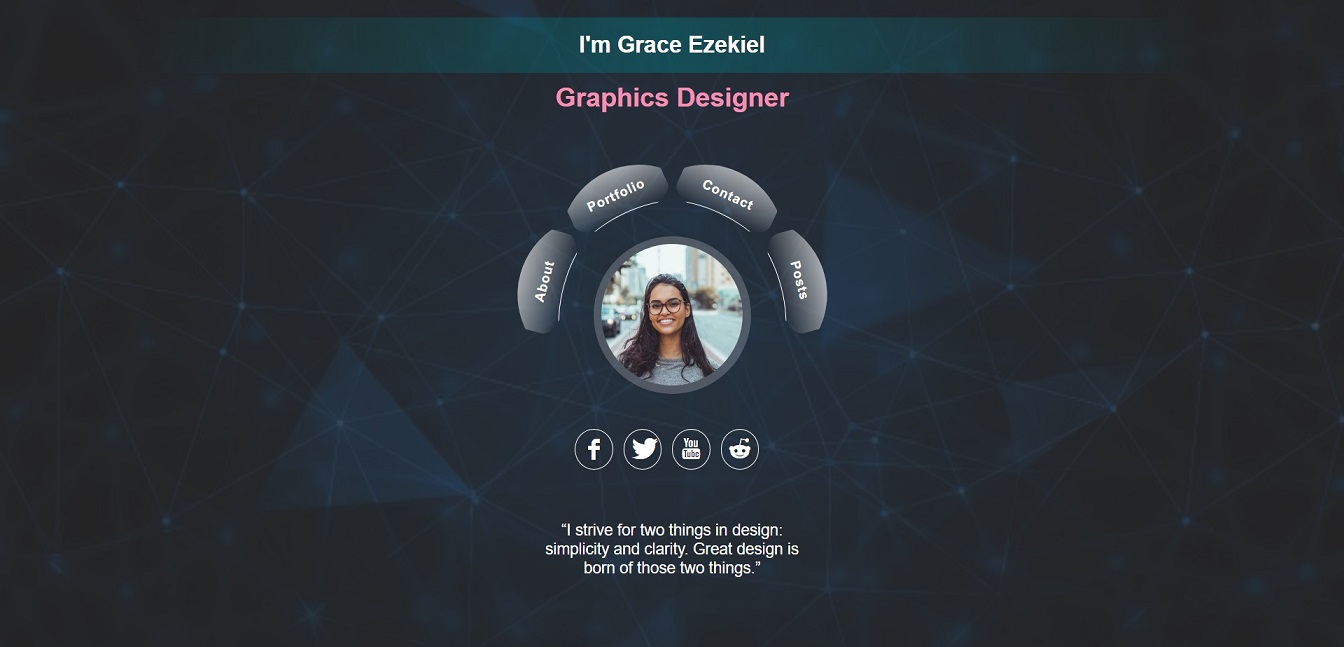 I'm Grace Ezekiel
Graphics Designer
Portfolio
Contact
About
Posts
f
You
Tube
“I strive for two things in design:
simplicity and clarity. Great design is
born of those two things.”